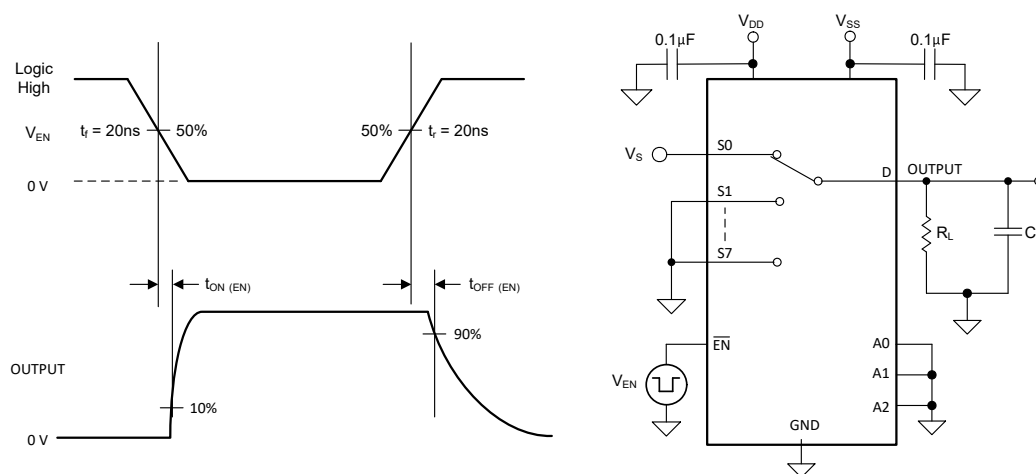 Logic
High
V_EN
t_f = 20ns
50%
50%
t_r = 20ns
0 V
t_ON (EN)
t_OFF (EN)
90%
OUTPUT
10%
0 V
V_DD
V_SS
0.1μF
0.1μF
V_S
S0
D
OUTPUT
S1
R_L
C
S7
EN
V_EN
A0
A1
A2
GND